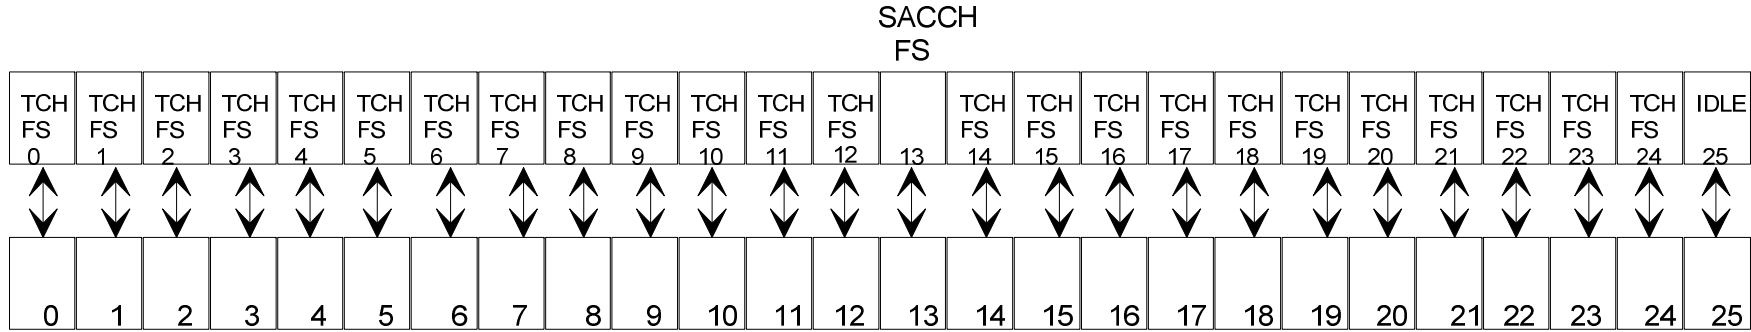 SACCH
FS
TCH TCH TCH TCH TCH TCH TCH TCH TCH TCH TCH TCH TCH TCH TCH TCH TCH TCH TCH TCH TCH TCH TCH TCH IDLE
FS FS FS FS FS FS FS FS FS FS FS FS FS FS FS FS FS FS FS FS FS FS FS FS
0 1 2 3 4 5 6 7 8 9 10 11 12 13 14 15 16 17 18 19 20 21 22 23 24 25
0 1 2 3 4 5 6 7 8 9 10 11 12 13 14 15 16 17 18 19 20 21 22 23 24 25